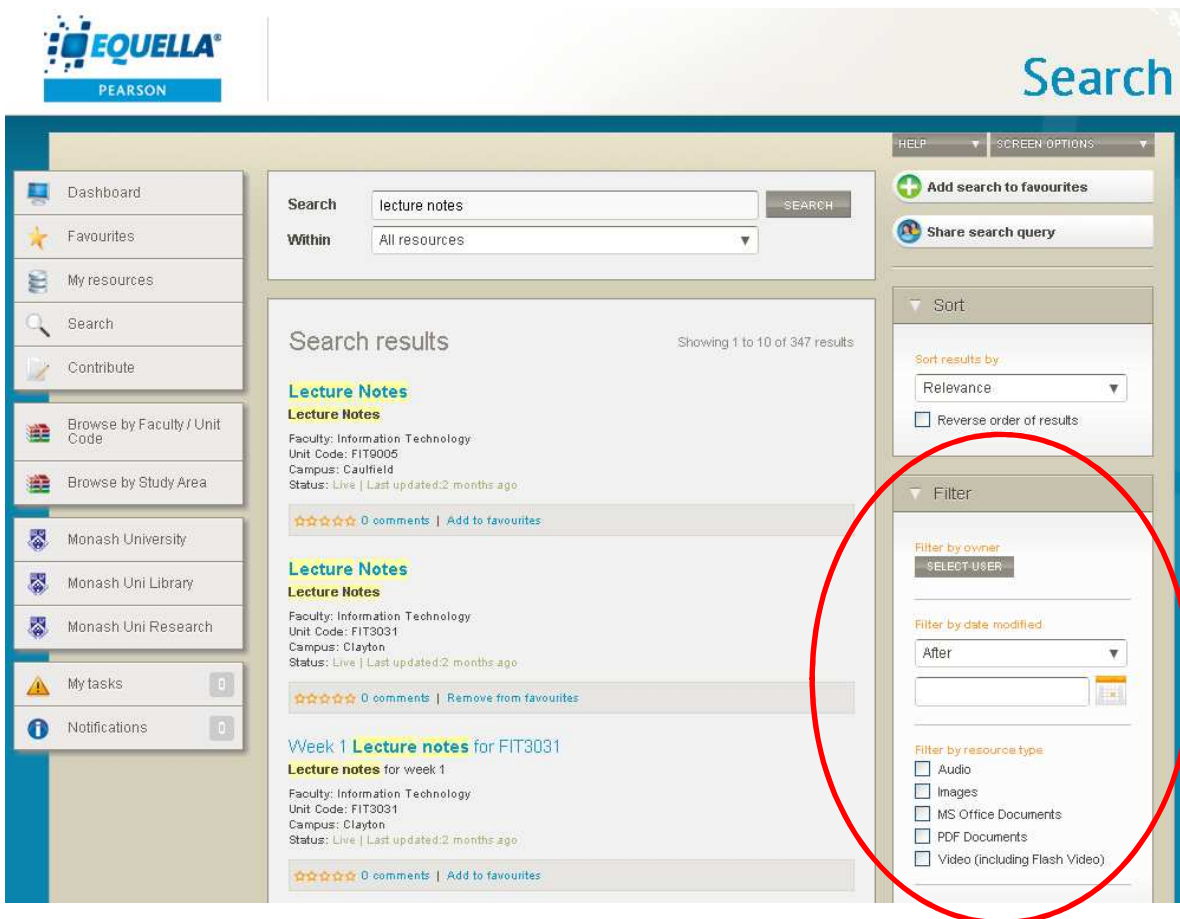 EQUELLA®
PEARSON
Search
HELP
SCREEN OPTIONS
Dashboard
Favourites
My resources
Search
Contribute
Browse by Faculty / Unit
Code
Browse by Study Area
Monash University
Monash Uni Library
Monash Uni Research
My tasks 0
Notifications 0
Search lecture notes SEARCH
Within All resources
Search results
Showing 1 to 10 of 347 results
Lecture Notes
Lecture Notes
Faculty: Information Technology
Unit Code: FIT9005
Campus: Caulfield
Status: Live | Last updated:2 months ago
0 comments | Add to favourites
Lecture Notes
Lecture Notes
Faculty: Information Technology
Unit Code: FIT3031
Campus: Clayton
Status: Live | Last updated:2 months ago
0 comments | Remove from favourites
Week 1 Lecture notes for FIT3031
Lecture notes for week 1
Faculty: Information Technology
Unit Code: FIT3031
Campus: Clayton
Status: Live | Last updated:2 months ago
0 comments | Add to favourites
Add search to favourites
Share search query
Sort
Sort results by
Relevance
Reverse order of results
Filter
Filter by owner
SELECT USER
Filter by date modified
After
Filter by resource type
Audio
Images
MS Office Documents
PDF Documents
Video (including Flash Video)